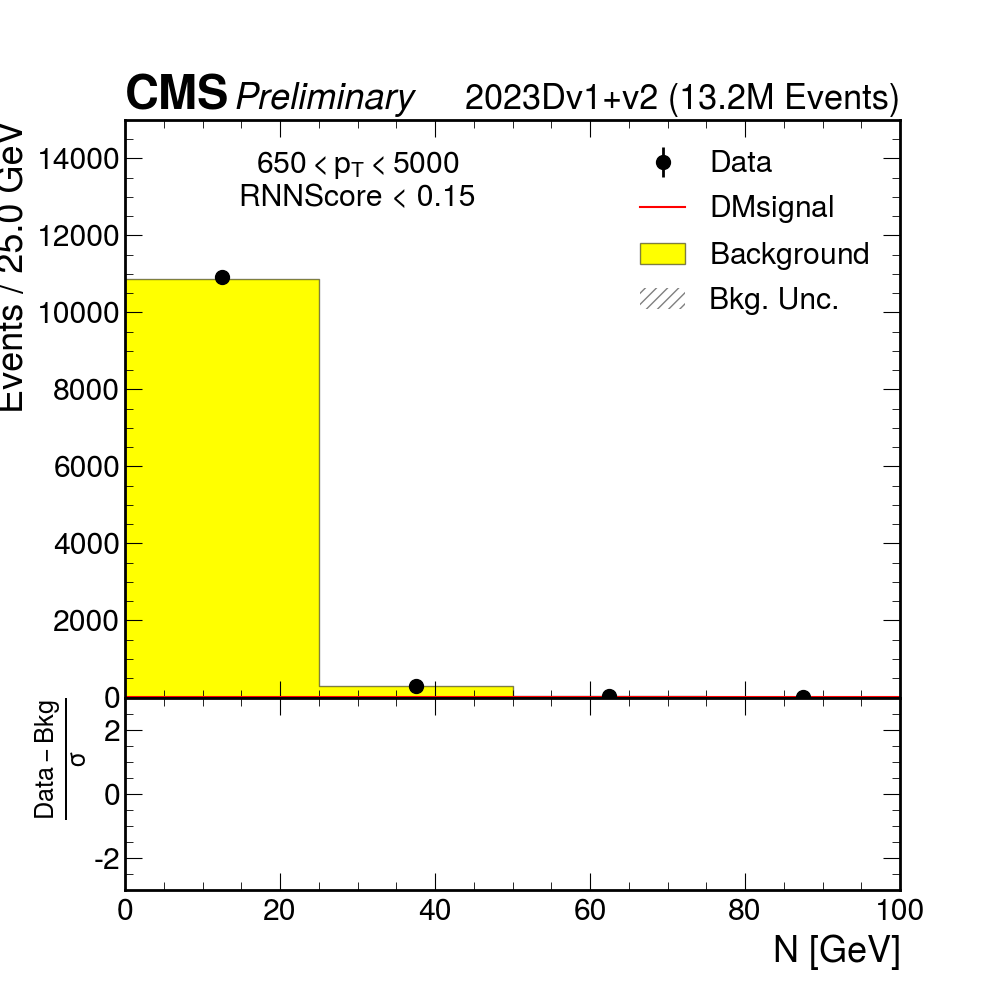 CMS Preliminary 2023Dv1+v2 (13.2M Events)
Events / 25.0 GeV
650 < pT < 5000
RNNScore < 0.15
Data
DMsignal
Background
Bkg. Unc.
14000
12000
10000
8000
6000
4000
2000
0
Data – Bkg
σ
2
0
-2
0 20 40 60 80 100
N [GeV]